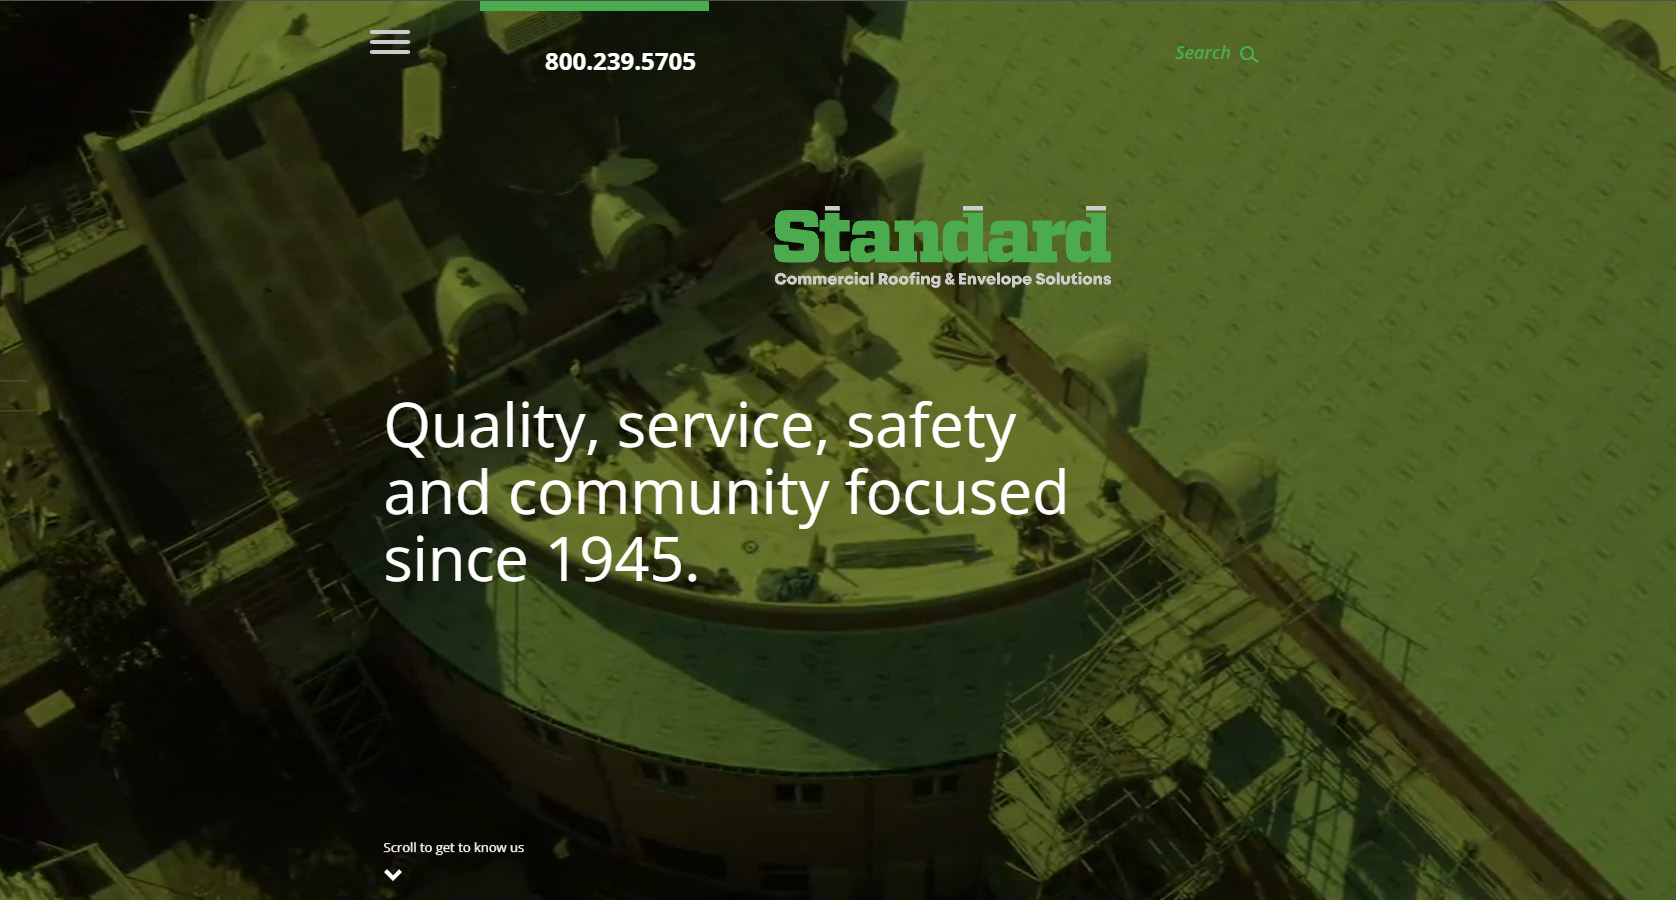 800.239.5705
Search
Standard
Commercial Roofing & Envelope Solutions
Quality, service, safety
and community focused
since 1945.
Scroll to get to know us